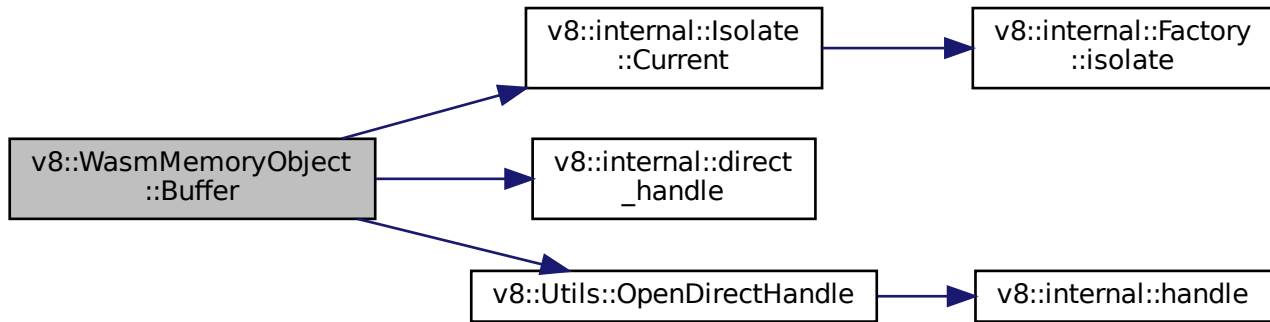 v8::internal::Isolate
::Current
v8::internal::Factory
::isolate
v8::WasmMemoryObject
::Buffer
v8::internal::direct
_handle
v8::Utils::OpenDirectHandle
v8::internal::handle